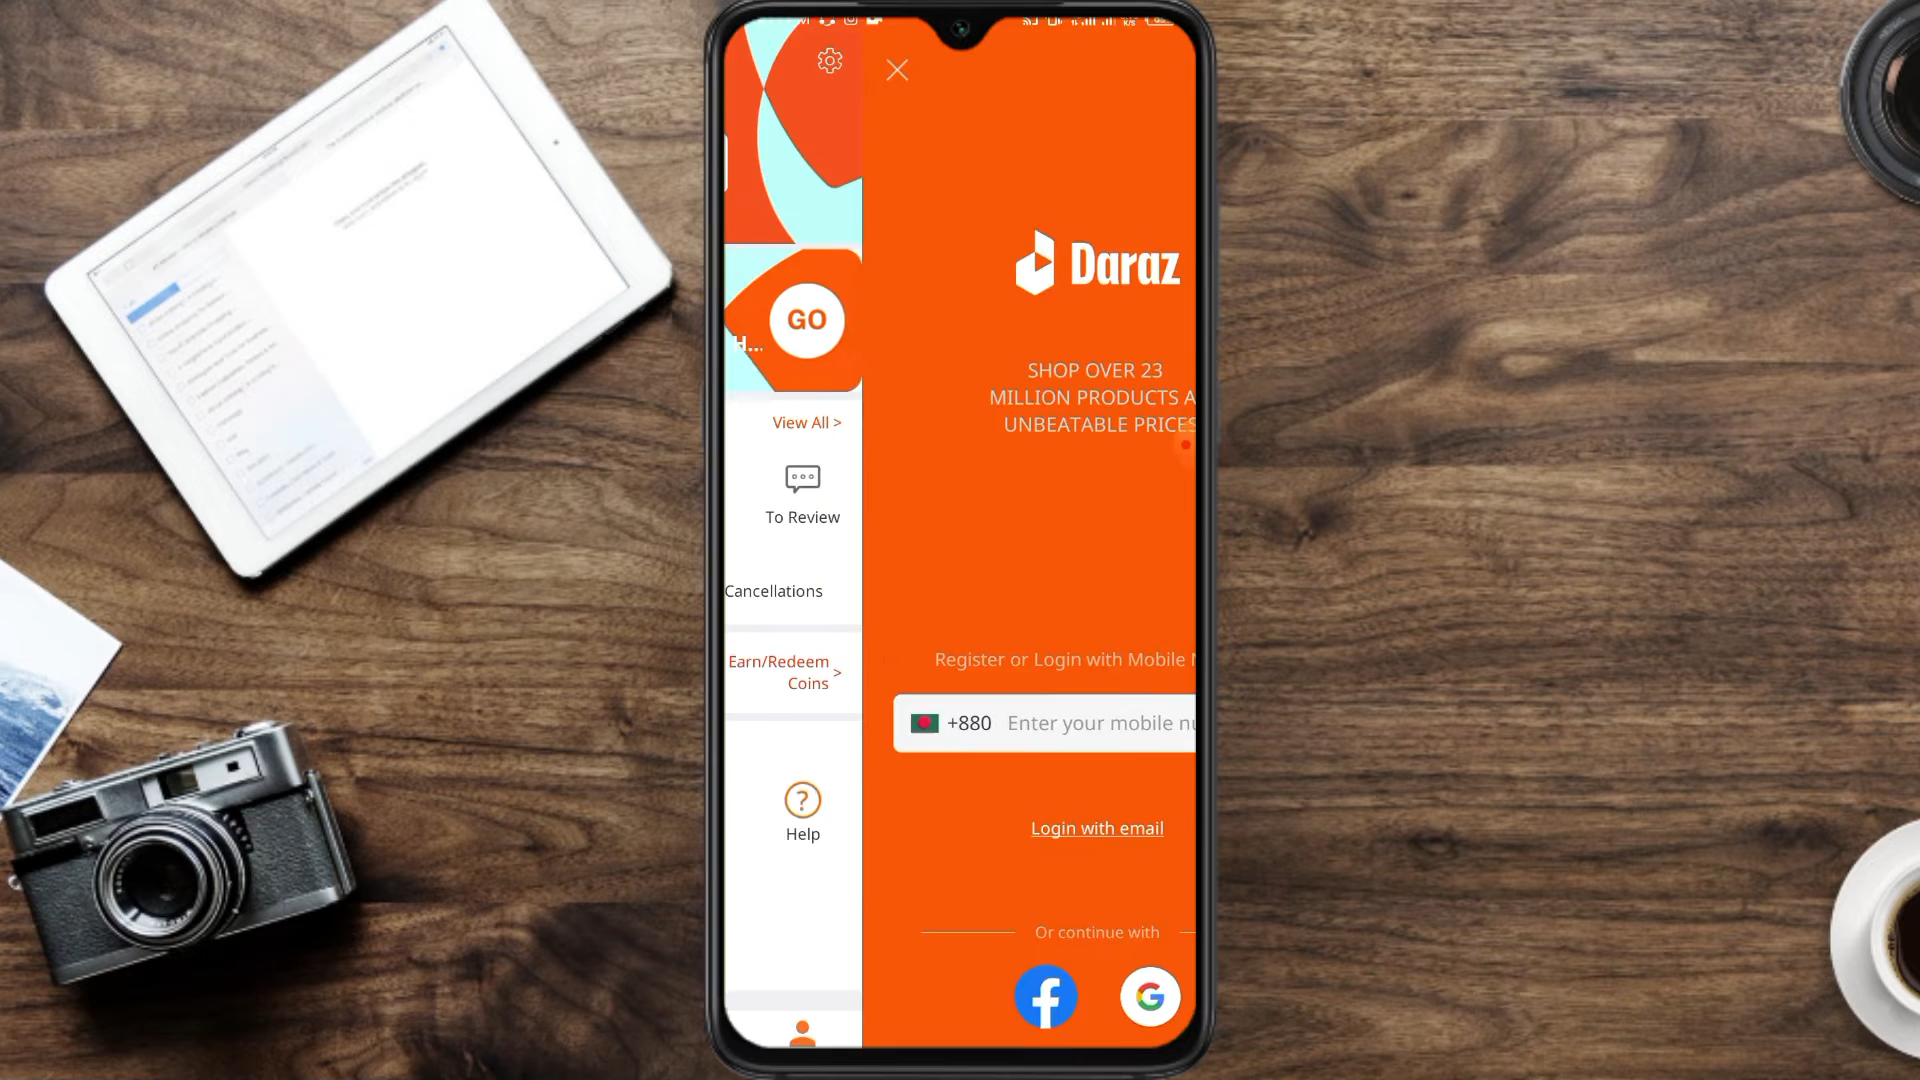 GO
H...
View All >
To Review
Cancellations
Earn/Redeem
Coins >
Help
Daraz
SHOP OVER 23
MILLION PRODUCTS A
UNBEATABLE PRICES
Register or Login with Mobile N
+880 Enter your mobile nu
Login with email
Or continue with